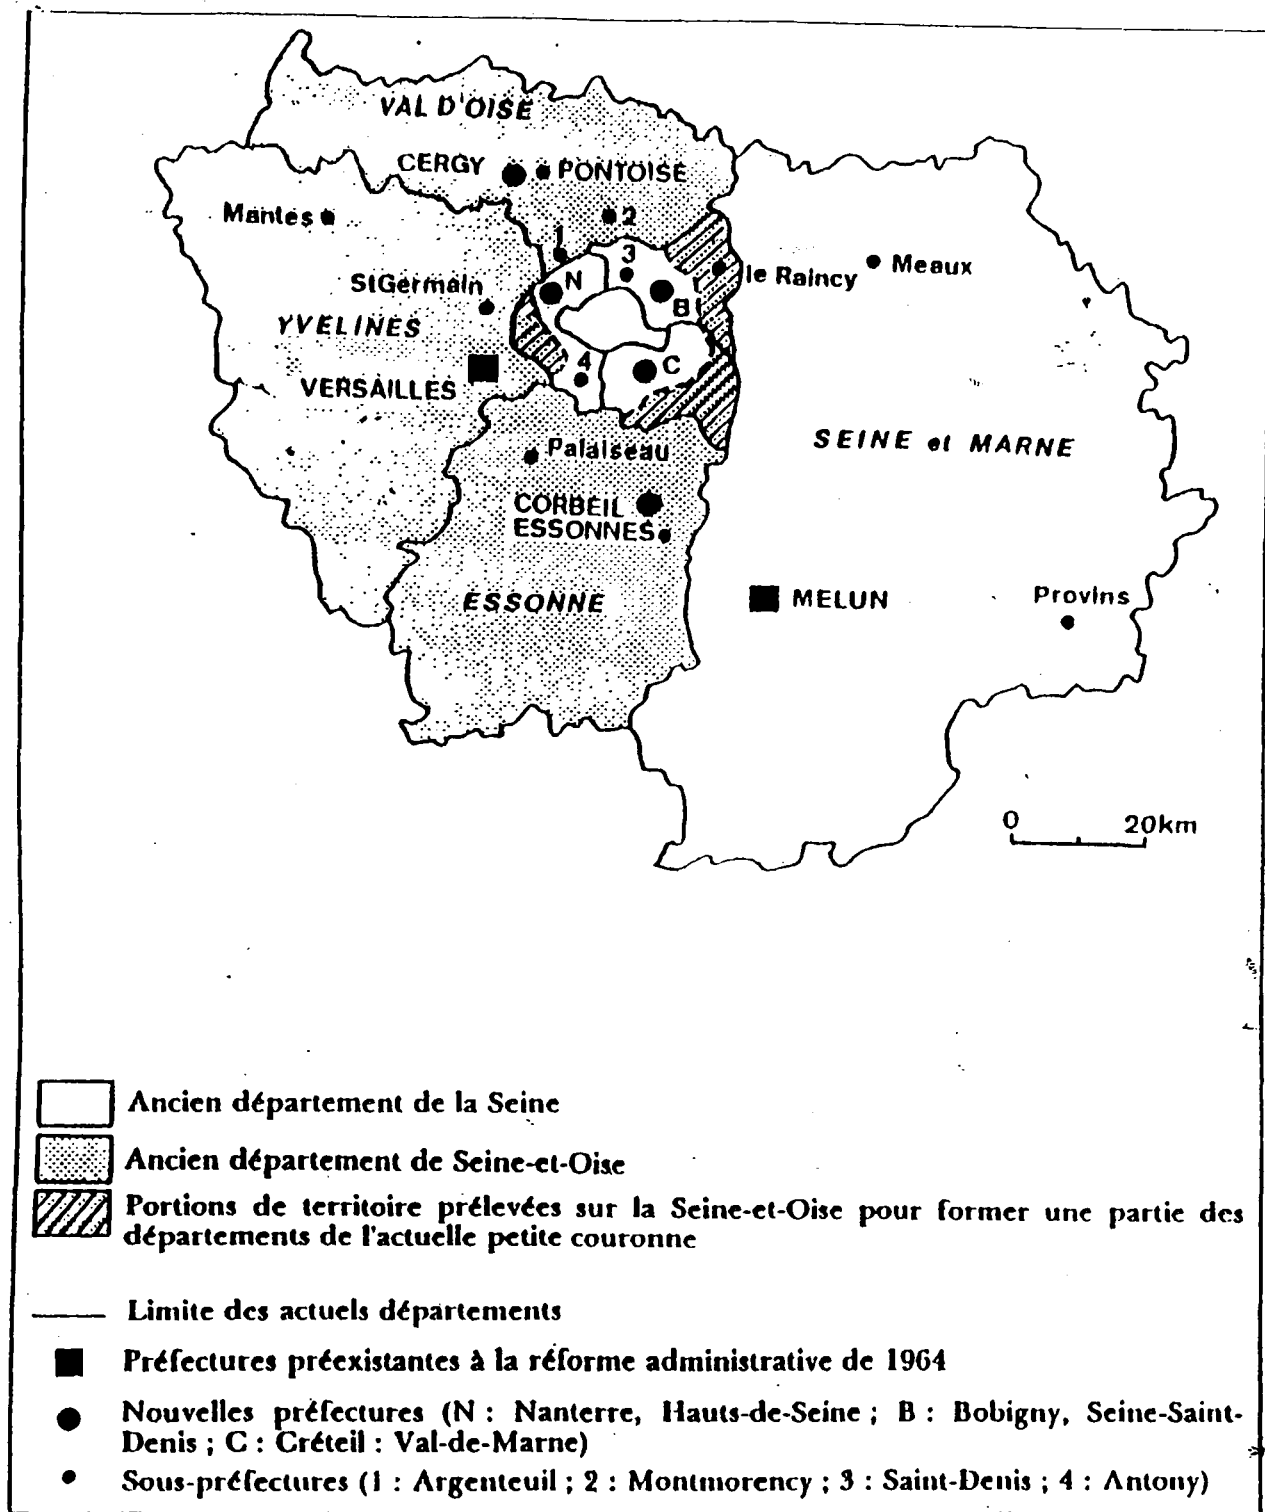 VAL D'OISE
CERGY
PONTOISE
Mantes
2
1
3
N
le Raincy
Meaux
St Germain
B
YVELINES
4
C
VERSAILLES
SEINE et MARNE
Palaiseau
CORBEIL
ESSONNES
ESSONNE
MELUN
Provins
0 20km
Ancien département de la Seine
Ancien département de Seine-et-Oise
Portions de territoire prélevées sur la Seine-et-Oise pour former une partie des
départements de l'actuelle petite couronne
Limite des actuels départements
Préfectures préexistantes à la réforme administrative de 1964
Nouvelles préfectures (N : Nanterre, Hauts-de-Seine ; B : Bobigny, Seine-Saint-
Denis ; C : Créteil : Val-de-Marne)
Sous-préfectures (1 : Argenteuil ; 2 : Montmorency ; 3 : Saint-Denis ; 4 : Antony)